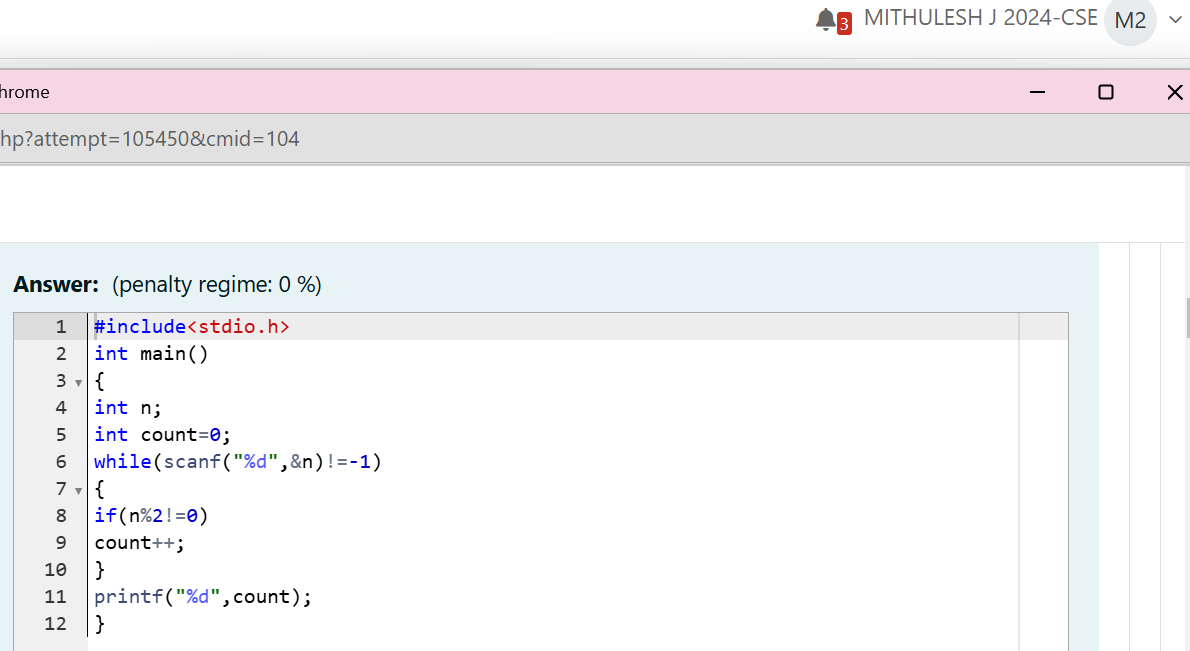 3 MITHULESH J 2024-CSE M2
hrome
hp?attempt=105450&cmid=104
Answer: (penalty regime: 0 %)
1 #include<stdio.h>
2 int main()
3 {
4 int n;
5 int count=0;
6 while(scanf("%d",&n)!=-1)
7 {
8 if(n%2!=0)
9 count++;
10 }
11 printf("%d",count);
12 }